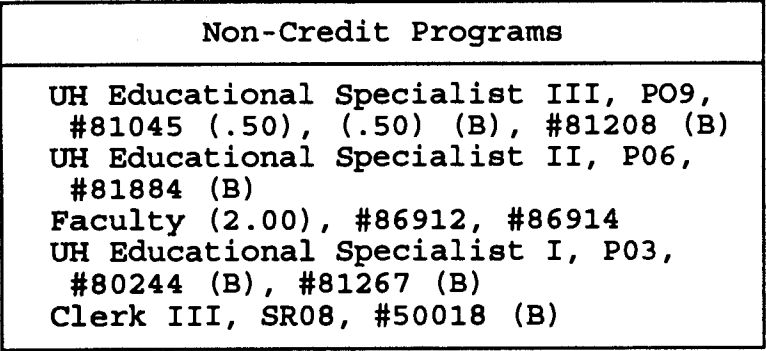 Non-Credit Programs
UH Educational Specialist III, PO9,
#81045 (.50), (.50) (B), #81208 (B)
UH Educational Specialist II, P06,
#81884 (B)
Faculty (2.00), #86912, #86914
UH Educational Specialist I, P03,
#80244 (B), #81267 (B)
Clerk III, SR08, #50018 (B)